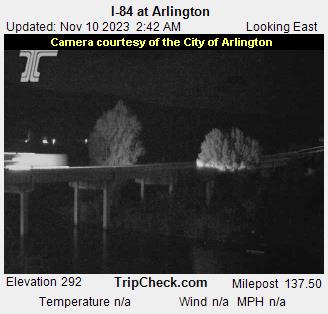 I-84 at Arlington
Updated: Nov 10 2023 2:42 AM Looking East
Camera courtesy of the City of Arlington
Elevation 292 TripCheck.com Milepost 137.50
Temperature n/a Wind n/a MPH n/a